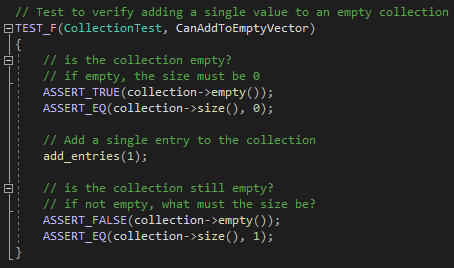 // Test to verify adding a single value to an empty collection
TEST_F(CollectionTest, CanAddToEmptyVector)
{
    // is the collection empty?
    // if empty, the size must be 0
    ASSERT_TRUE(collection->empty());
    ASSERT_EQ(collection->size(), 0);

    // Add a single entry to the collection
    add_entries(1);

    // is the collection still empty?
    // if not empty, what must the size be?
    ASSERT_FALSE(collection->empty());
    ASSERT_EQ(collection->size(), 1);
}